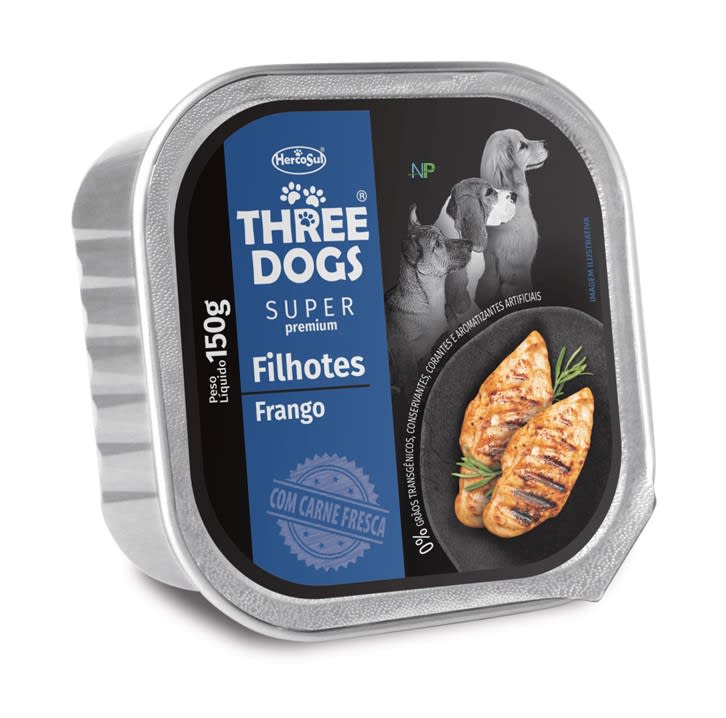 HercoSul
THREE
DOGS
®
SUPER
premium
Filhotes
Frango
COM CARNE FRESCA
Peso
Líquido 150g
NP
IMAGEM ILUSTRATIVA
0% GRÃOS TRANSGÊNICOS, CONSERVANTES, CORANTES E AROMATIZANTES ARTIFICIAIS